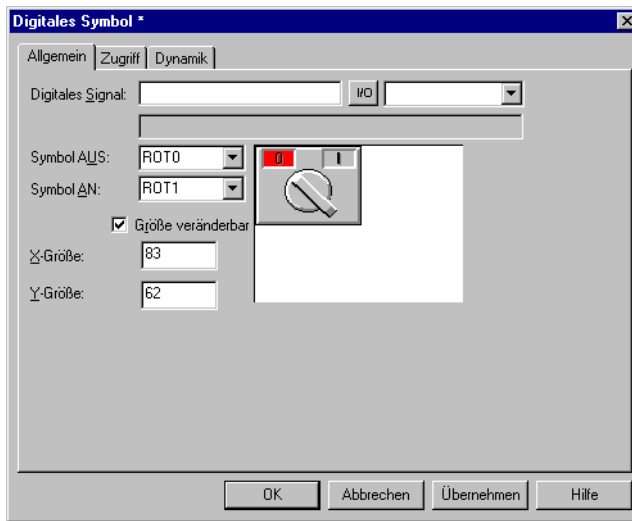 Digitales Symbol *
Allgemein Zugriff Dynamik
Digitales Signal: I/O
Symbol AUS: ROT0 0 I
Symbol AN: ROT1
Größe veränderbar
X-Größe: 83
Y-Größe: 62
OK Abbrechen Übernehmen Hilfe